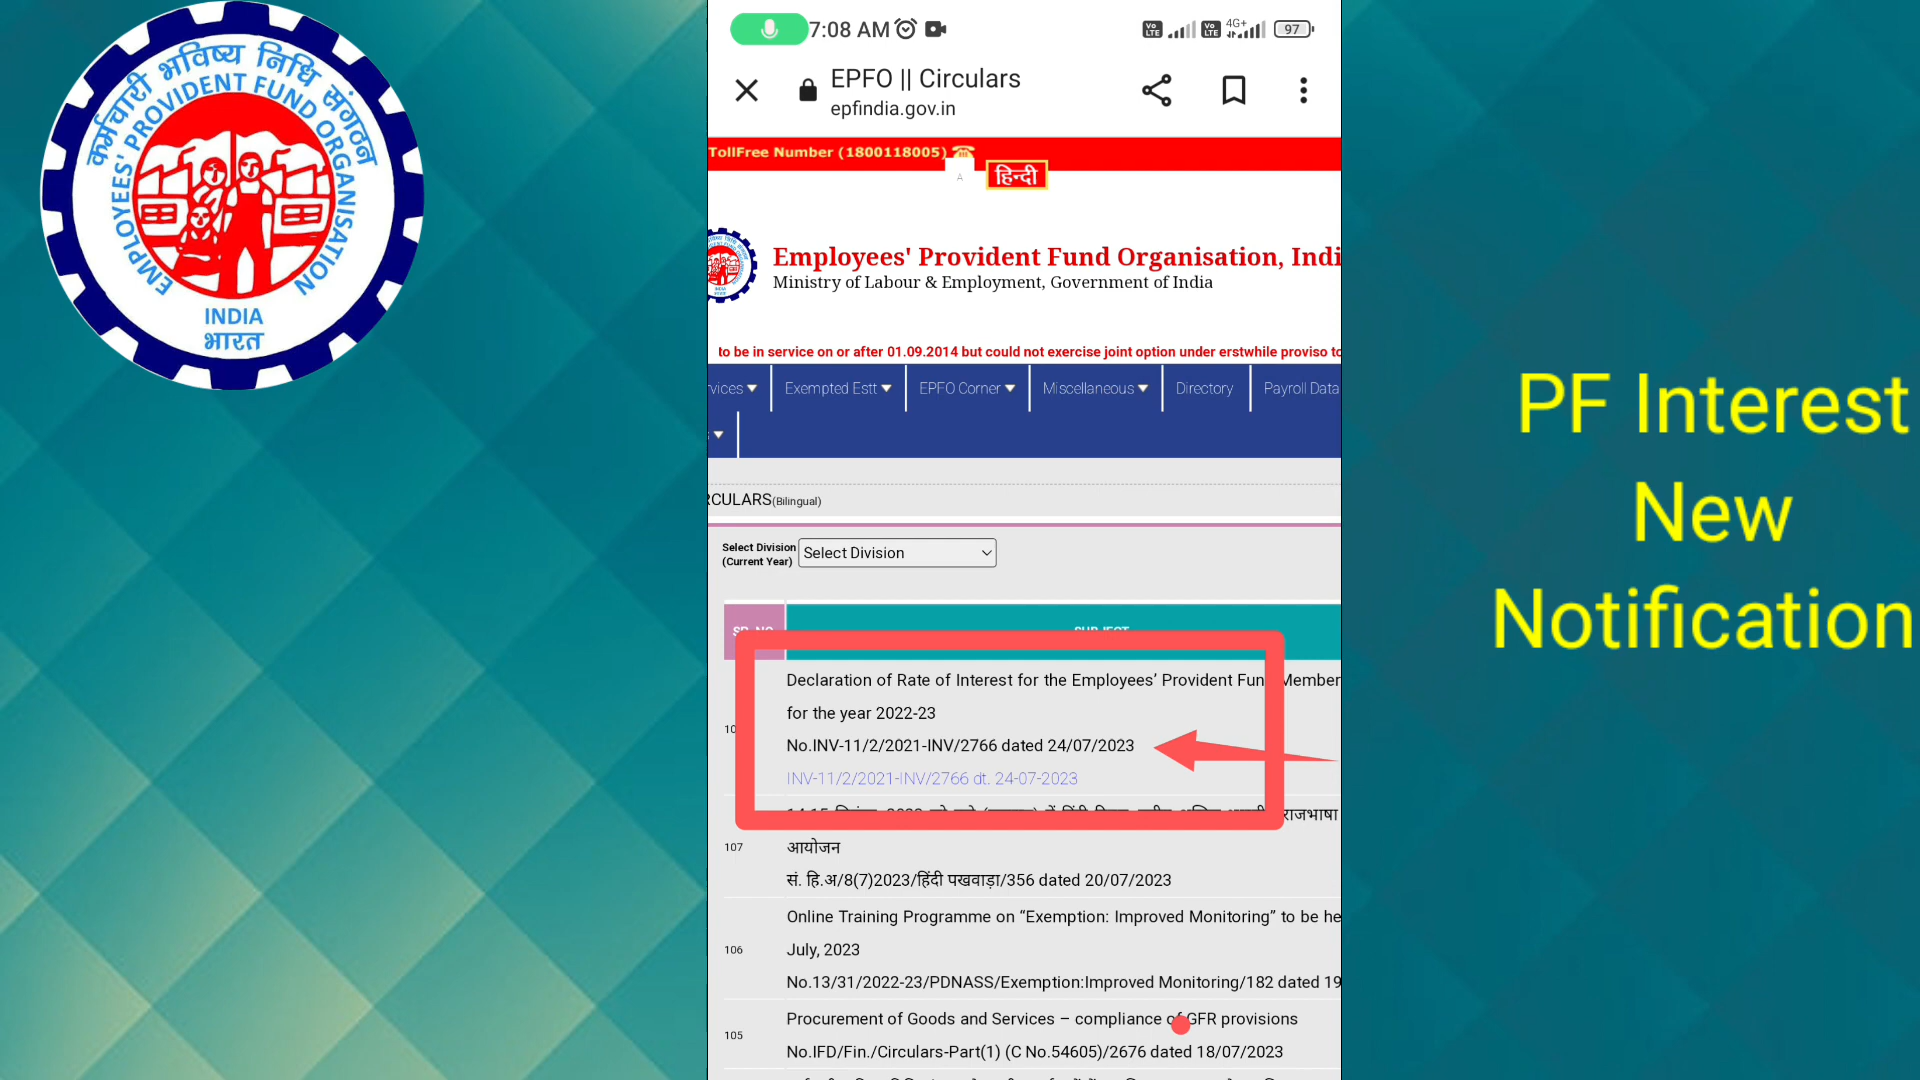 कर्मचारी भविष्य निधि संगठन
EMPLOYEES' PROVIDENT FUND ORGANISATION
INDIA
भारत
7:08 AM
4G+
97
EPFO || Circulars
epfindia.gov.in
TollFree Number (1800118005)
A
हिन्दी
Employees' Provident Fund Organisation, Indi
Ministry of Labour & Employment, Government of India
to be in service on or after 01.09.2014 but could not exercise joint option under erstwhile proviso to
rvices Exempted Estt EPFO Corner Miscellaneous Directory Payroll Data
RCULARS(Bilingual)
Select Division
(Current Year)
Select Division
Declaration of Rate of Interest for the Employees’ Provident Fun Member
for the year 2022-23
No.INV-11/2/2021-INV/2766 dated 24/07/2023
INV-11/2/2021-INV/2766 dt. 24-07-2023
राजभाषा
107
आयोजन
सं. हि.अ/8(7)2023/हिंदी पखवाड़ा/356 dated 20/07/2023
Online Training Programme on “Exemption: Improved Monitoring” to be he
106
July, 2023
No.13/31/2022-23/PDNASS/Exemption:Improved Monitoring/182 dated 19
Procurement of Goods and Services – compliance of GFR provisions
105
No.IFD/Fin./Circulars-Part(1) (C No.54605)/2676 dated 18/07/2023
PF Interest
New
Notification